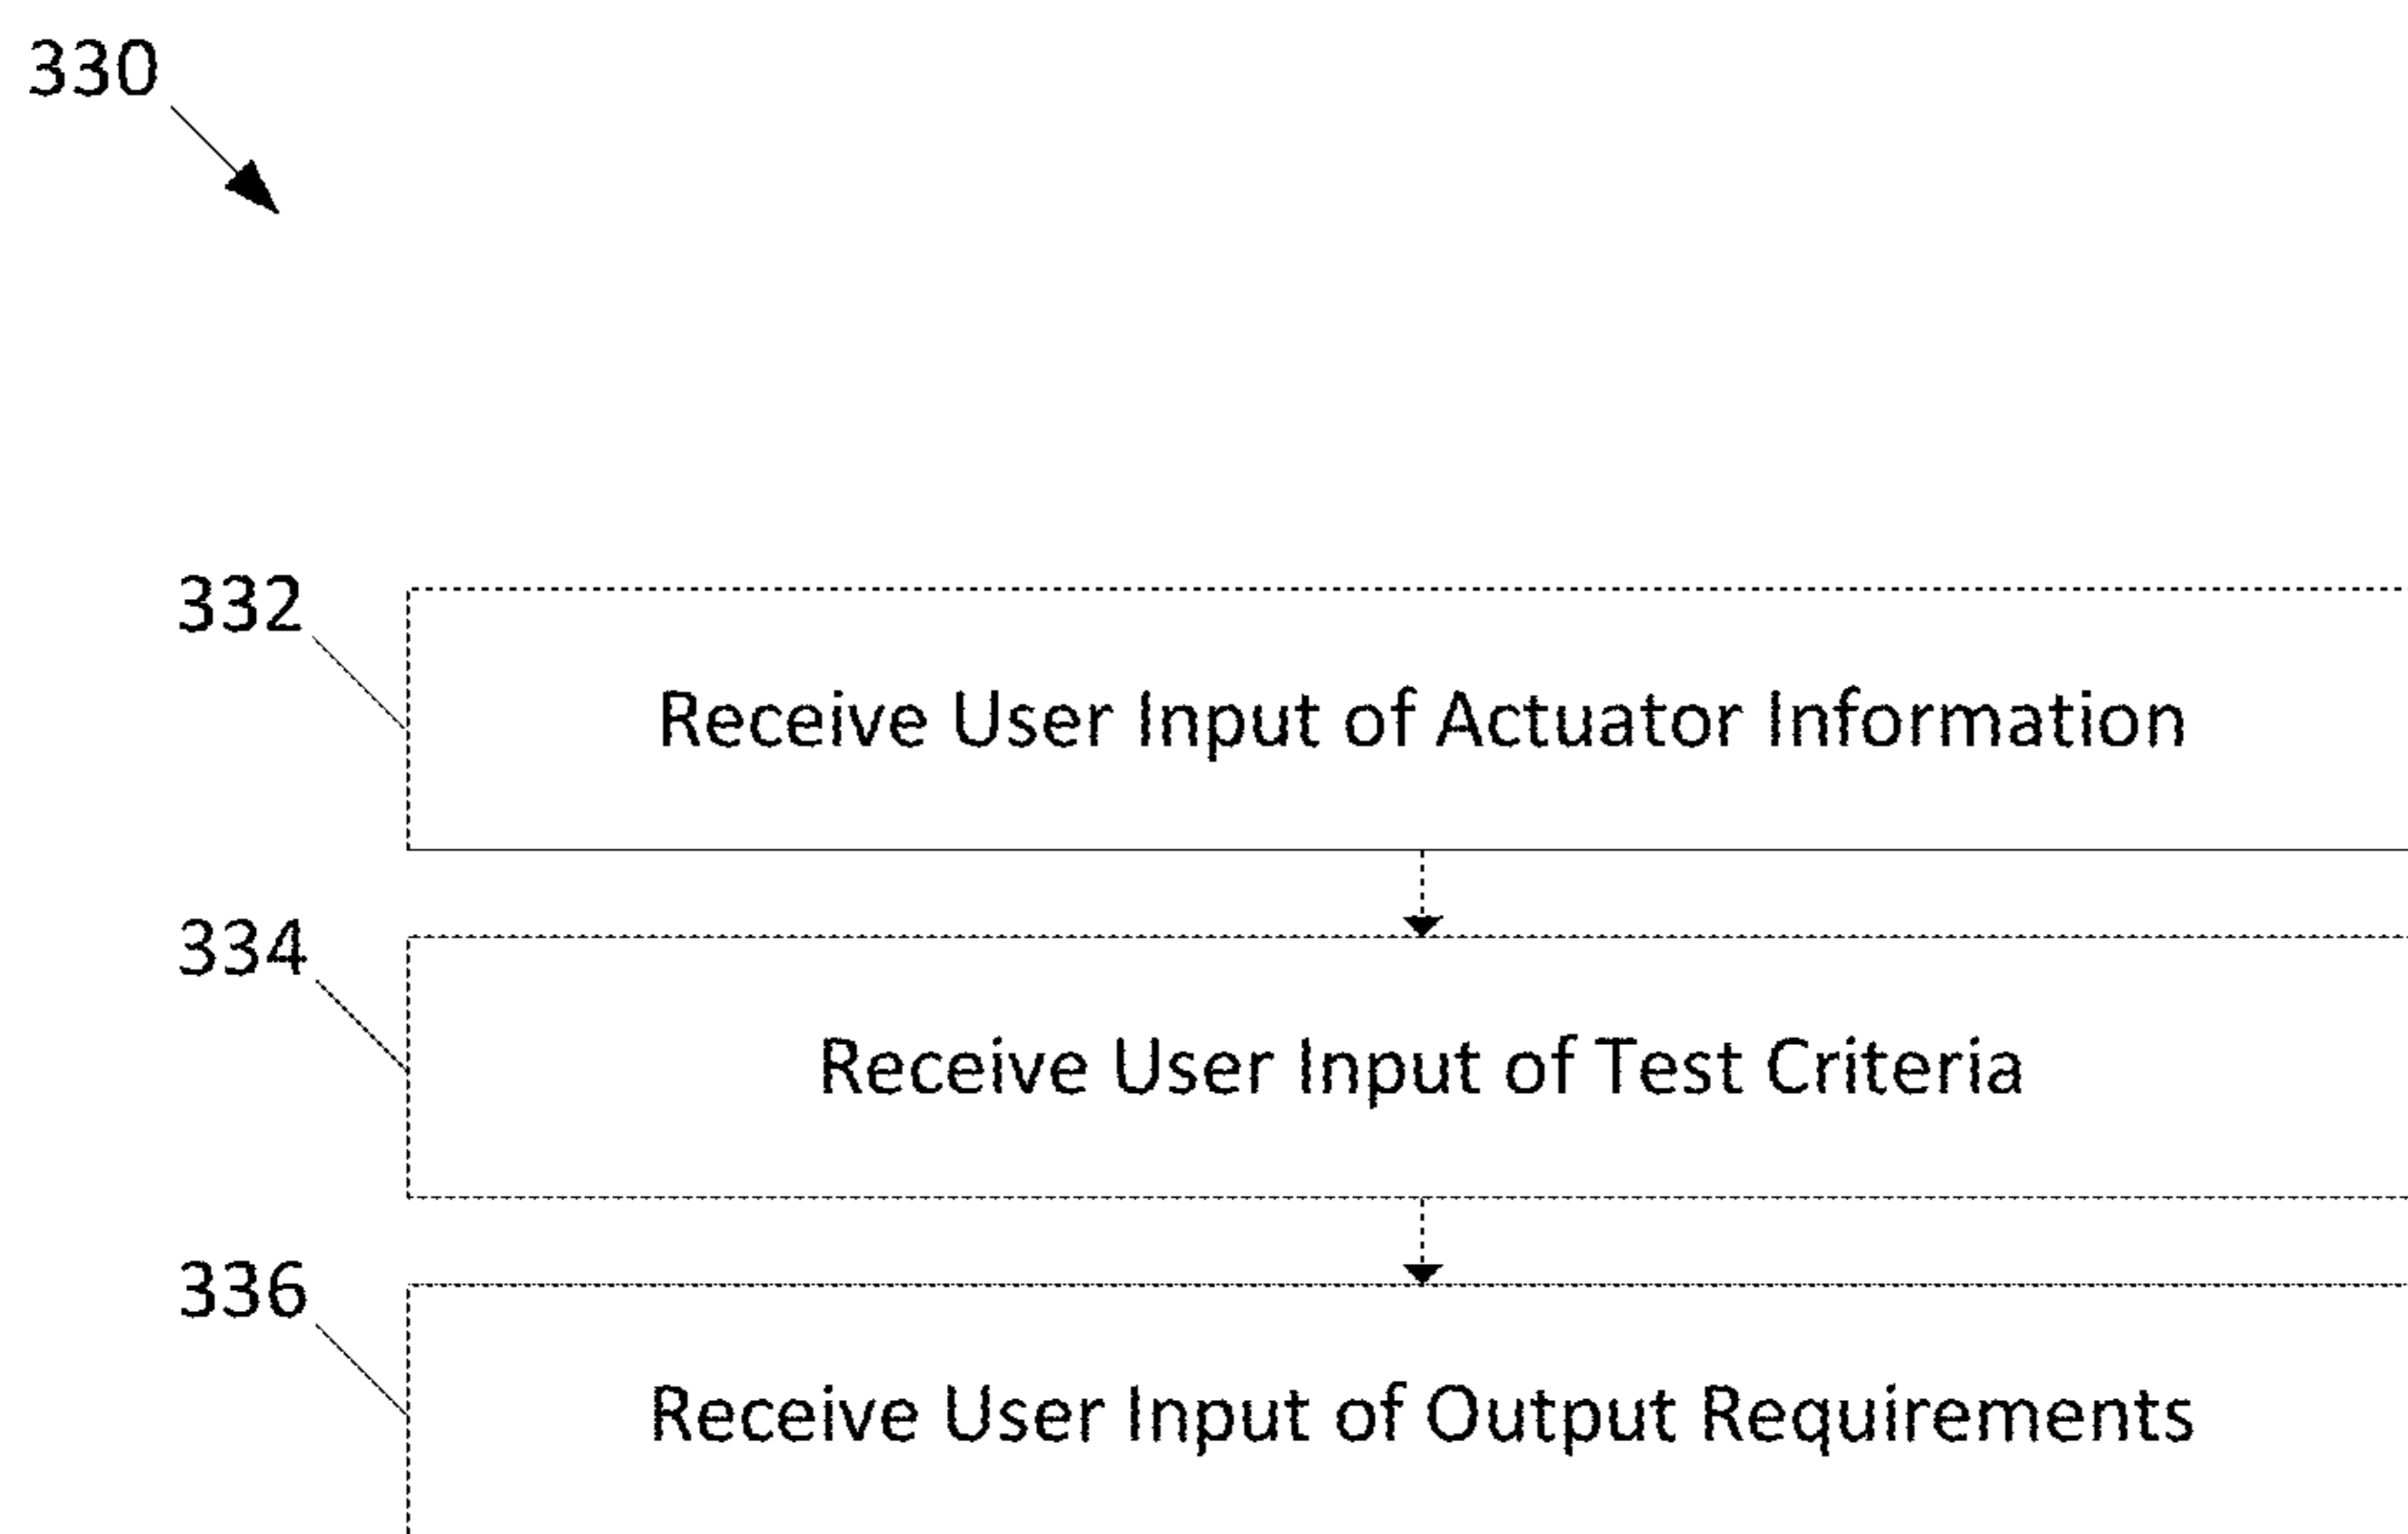 330
332
Receive User Input of Actuator Information
334
Receive User Input of Test Criteria
336
Receive User Input of Output Requirements